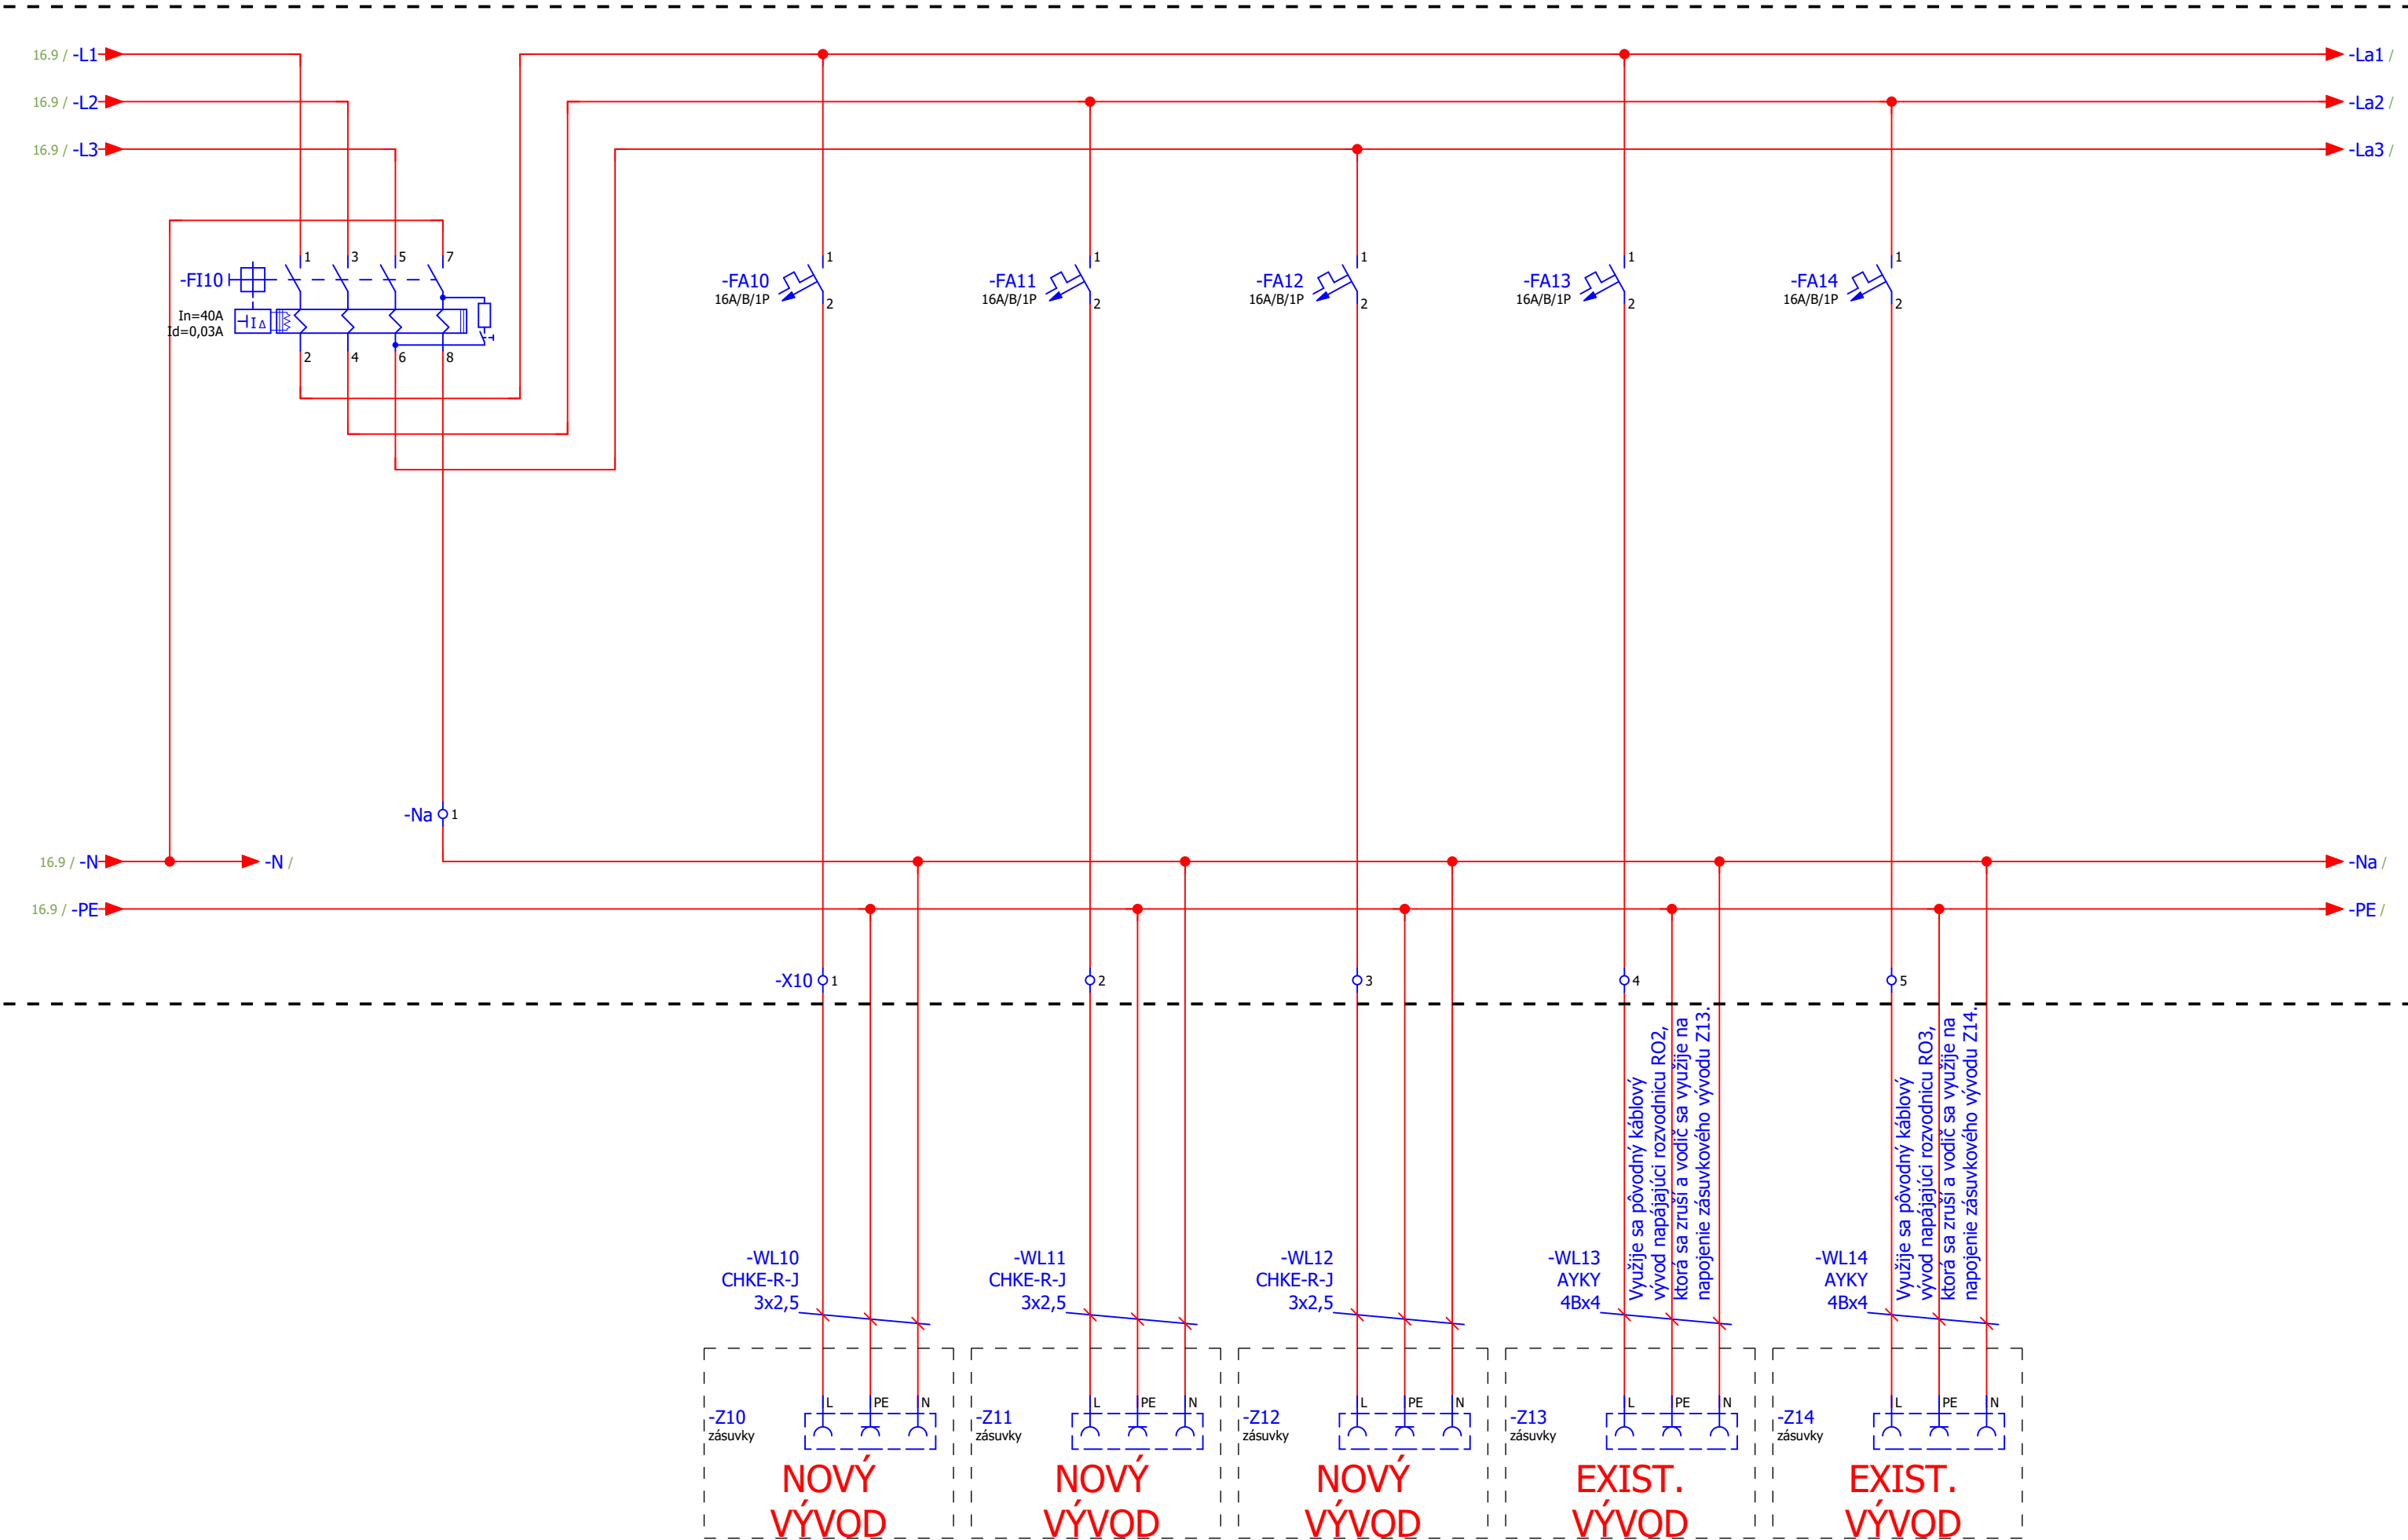 16.9 / -L1
-La1 /
16.9 / -L2
-La2 /
16.9 / -L3
-La3 /
1 3 5 7
-FI10
In=40A
Id=0,03A
I Δ
2 4 6 8
1
-FA10
16A/B/1P
2
1
-FA11
16A/B/1P
2
1
-FA12
16A/B/1P
2
1
-FA13
16A/B/1P
2
1
-FA14
16A/B/1P
2
-Na 1
16.9 / -N
-N /
-Na /
16.9 / -PE
-PE /
-X10 1 2 3 4 5
Využije sa pôvodný káblový
vývod napájajúci rozvodnicu RO2,
ktorá sa zruší a vodič sa využije na
napojenie zásuvkového vývodu Z13.
Využije sa pôvodný káblový
vývod napájajúci rozvodnicu RO3,
ktorá sa zruší a vodič sa využije na
napojenie zásuvkového vývodu Z14.
-WL10
CHKE-R-J
3x2,5
-WL11
CHKE-R-J
3x2,5
-WL12
CHKE-R-J
3x2,5
-WL13
AYKY
4Bx4
-WL14
AYKY
4Bx4
L PE N
-Z10
zásuvky
NOVÝ
VÝVOD
L PE N
-Z11
zásuvky
NOVÝ
VÝVOD
L PE N
-Z12
zásuvky
NOVÝ
VÝVOD
L PE N
-Z13
zásuvky
EXIST.
VÝVOD
L PE N
-Z14
zásuvky
EXIST.
VÝVOD